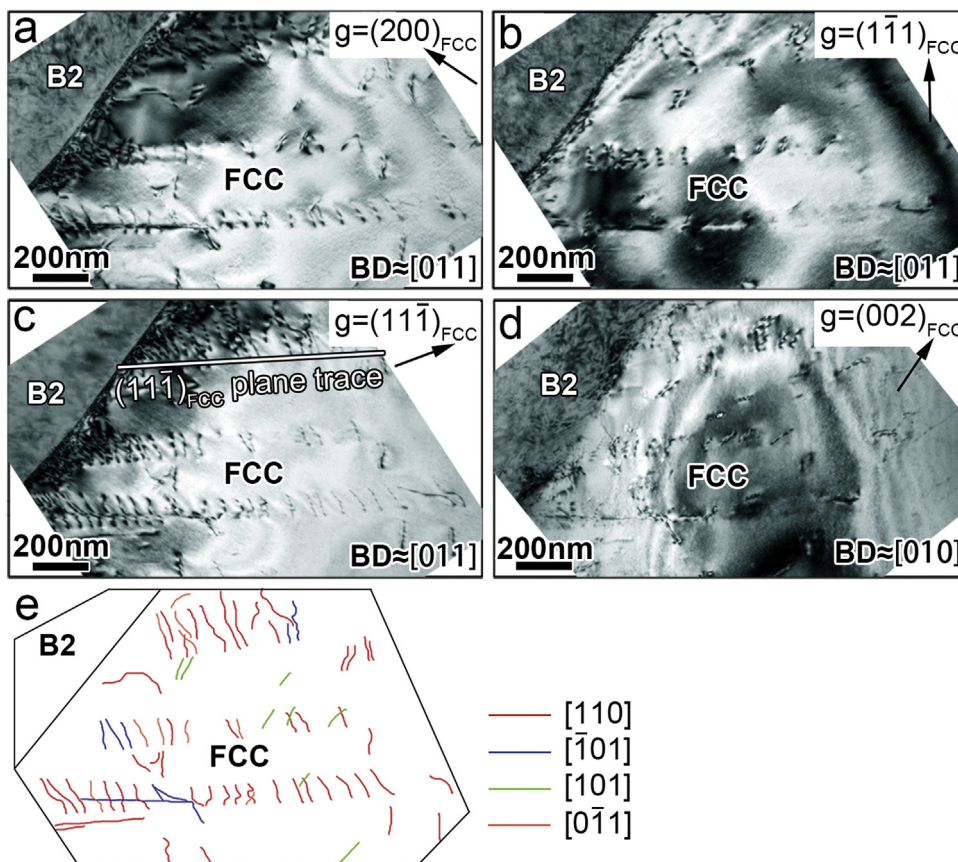 a
g=(200)FCC
B2
FCC
200nm
BD≈[011]
b
g=(11̄1)FCC
B2
FCC
200nm
BD≈[011]
c
g=(111̄)FCC
B2
(111̄)FCC plane trace
FCC
200nm
BD≈[011]
d
g=(002)FCC
B2
FCC
200nm
BD≈[010]
e
B2
FCC
[110]
[1̄01]
[101]
[01̄1]